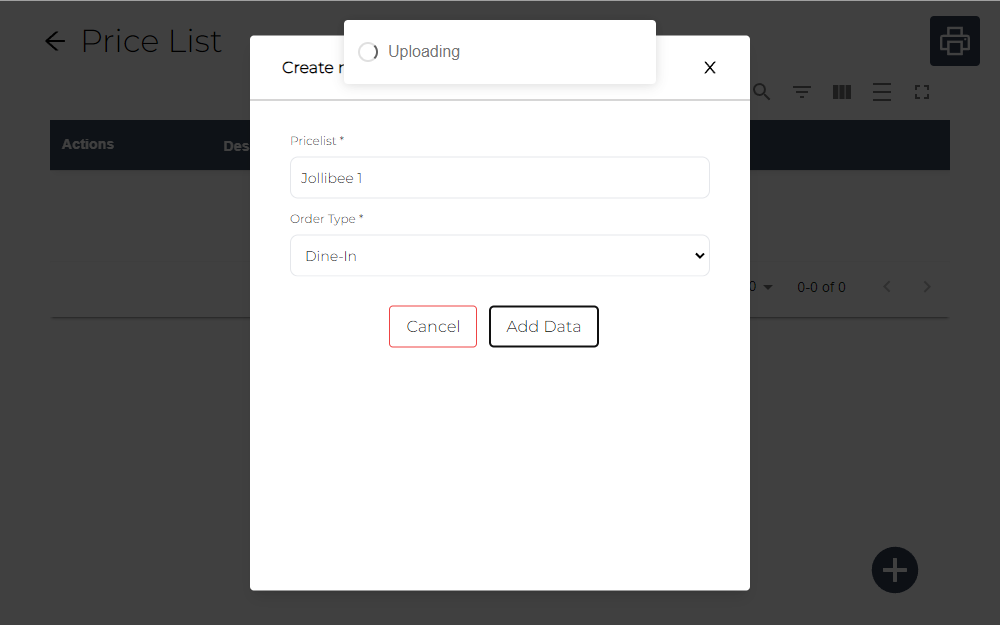 Price List
Uploading
Create
X
Actions
Des
Pricelist *
Jollibee 1
Order Type *
Dine-In
0-0 of 0
Cancel
Add Data